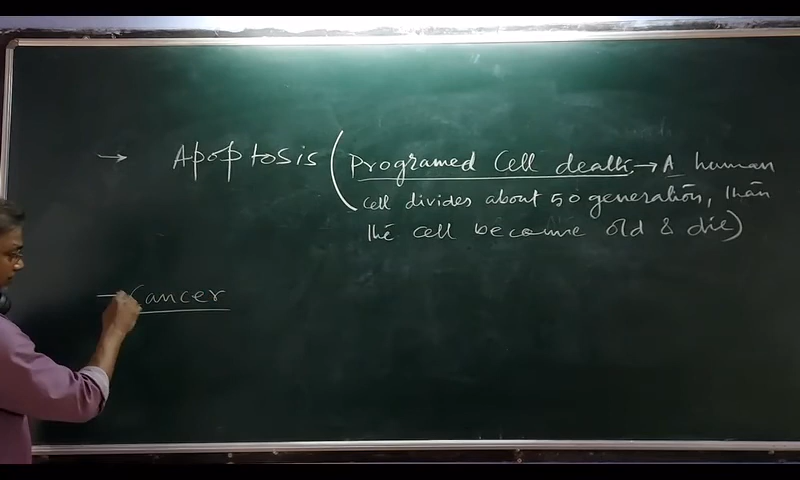 → Apoptosis (Programed Cell death → A human
cell divides about 50 generation, than
the cell become old & die)
Cancer